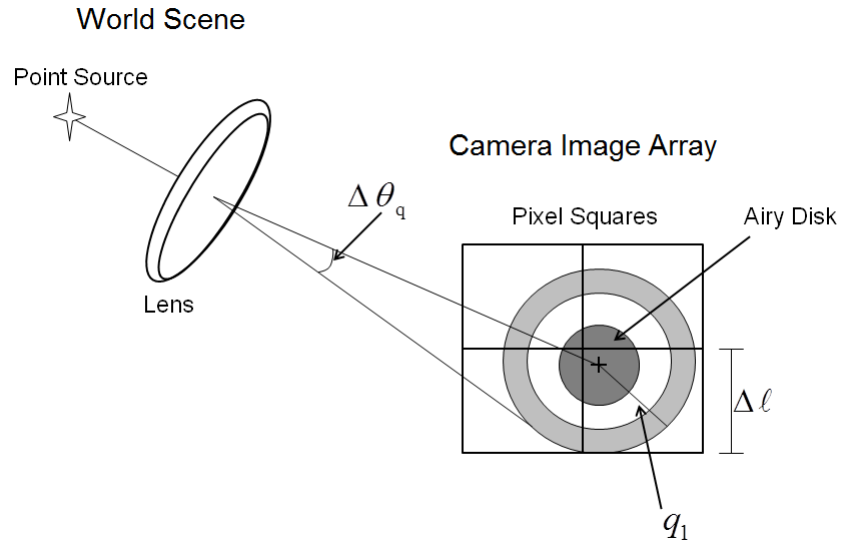 World Scene
Point Source
Lens
Δθq
Camera Image Array
Pixel Squares
Airy Disk
Δℓ
q1